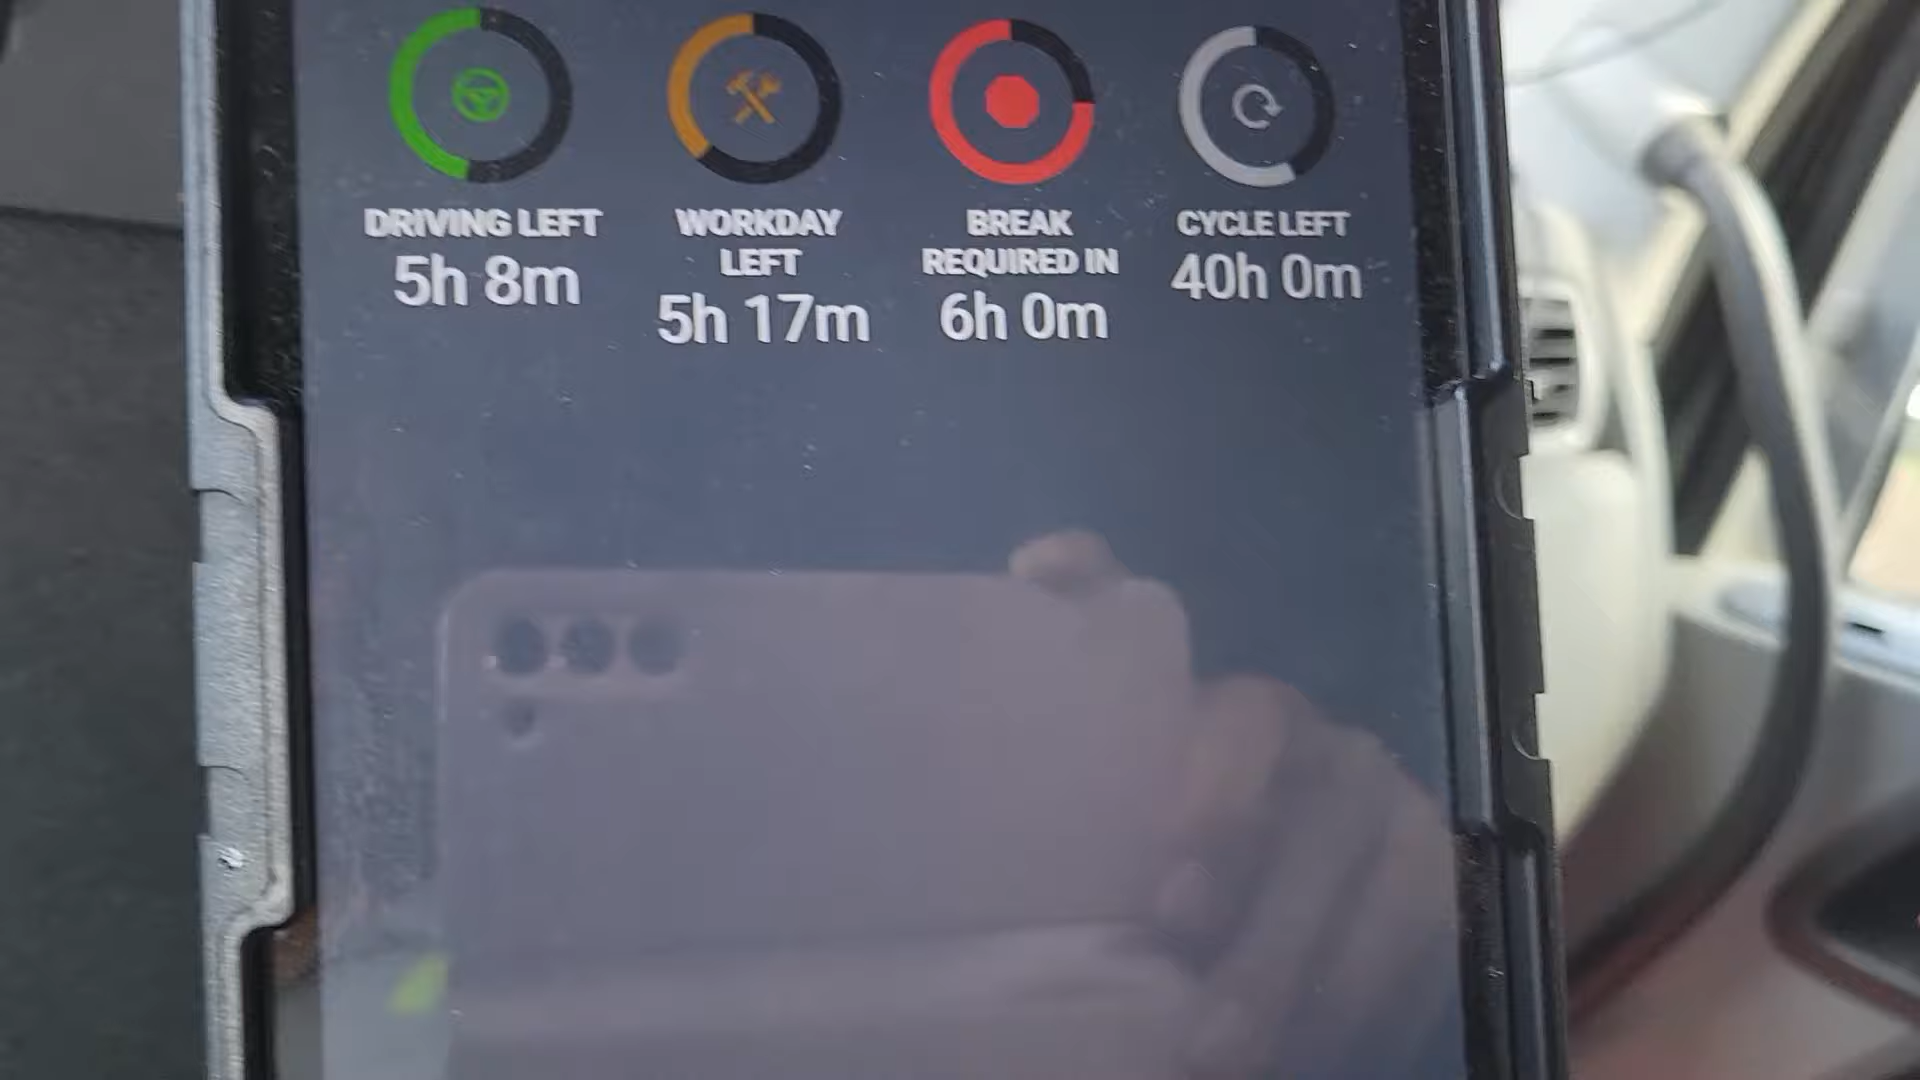 DRIVING LEFT
5h 8m
WORKDAY
LEFT
5h 17m
BREAK
REQUIRED IN
6h 0m
CYCLE LEFT
40h 0m